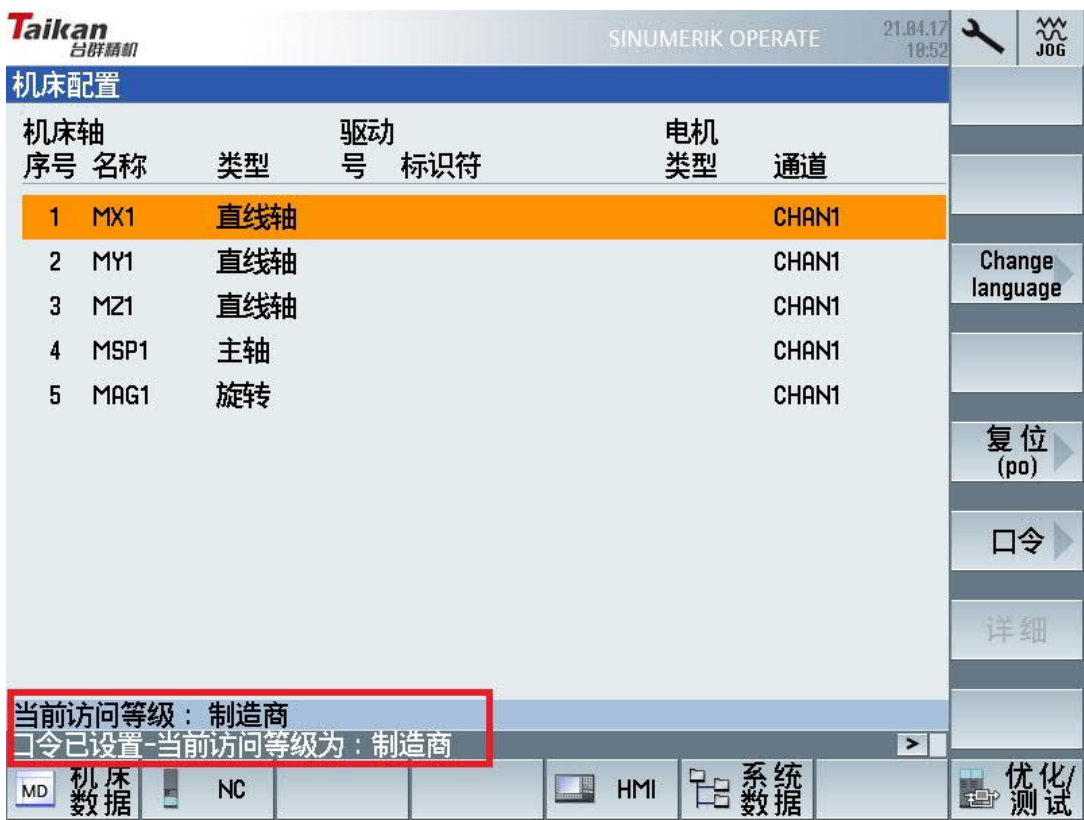 Taikan
台群精机
SINUMERIK OPERATE
21.04.17
18:52
JOG
机床配置
机床轴 驱动 电机
序号 名称 类型 号 标识符 类型 通道
1 MX1 直线轴 CHAN1
2 MY1 直线轴 CHAN1
3 MZ1 直线轴 CHAN1
4 MSP1 主轴 CHAN1
5 MAG1 旋转 CHAN1
Change
language
复位
(po)
口令
详细
当前访问等级：制造商
口令已设置-当前访问等级为：制造商
>
MD 机床
数据
NC
HMI
系统
数据
优化/
测试